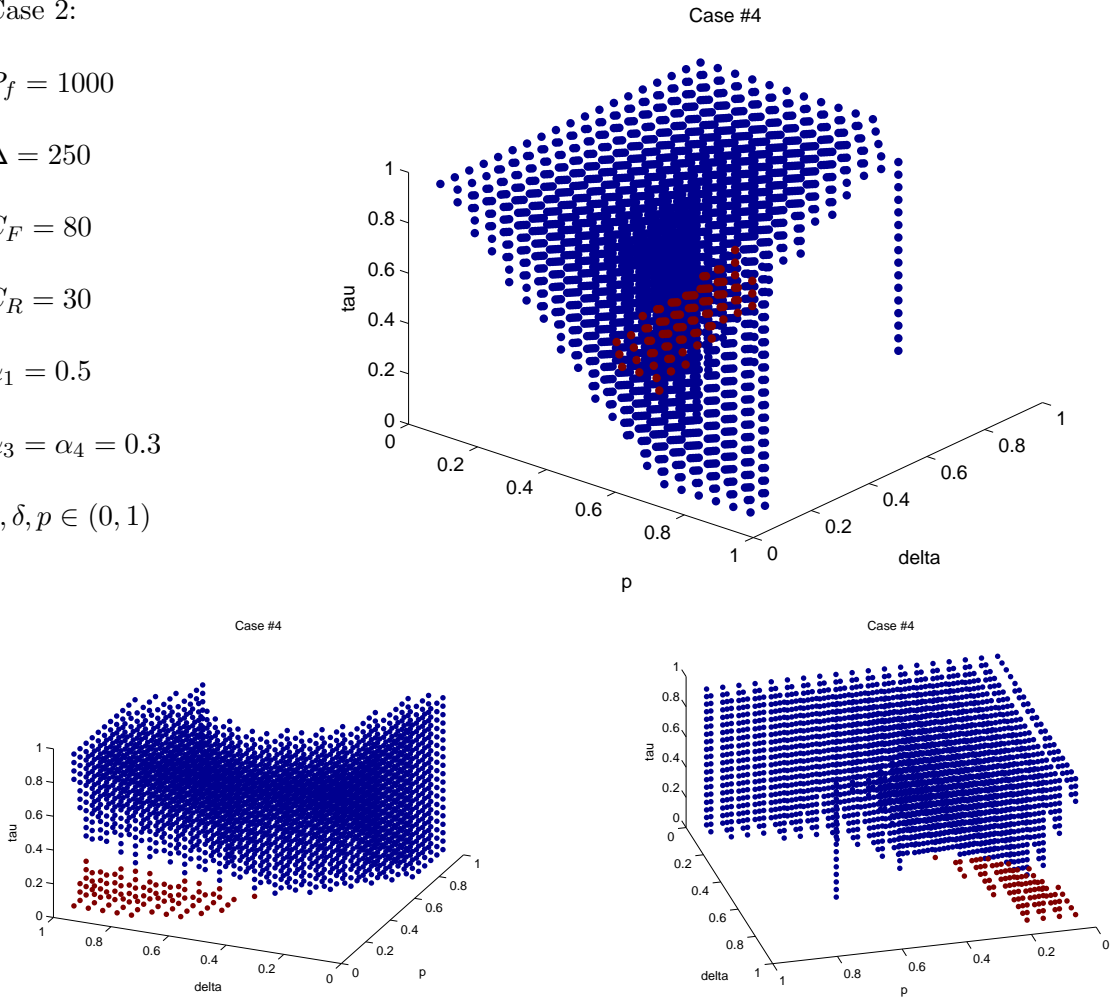 Case 2:
P_f = 1000
Δ = 250
C_F = 80
C_R = 30
α_1 = 0.5
α_3 = α_4 = 0.3
, δ, p ∈ (0, 1)
Case #4
1
0.8
0.6
0.4
0.2
0
tau
0
0.2
0.4
0.6
0.8
1
p
0
0.2
0.4
0.6
0.8
1
delta
Case #4
1
0.8
0.6
0.4
0.2
0
tau
1
0.8
0.6
0.4
0.2
0
delta
0
0.2
0.4
0.6
0.8
1
p
Case #4
1
0.8
0.6
0.4
0.2
0
tau
0
0.2
0.4
0.6
0.8
1
delta
1
0.8
0.6
0.4
0.2
0
p